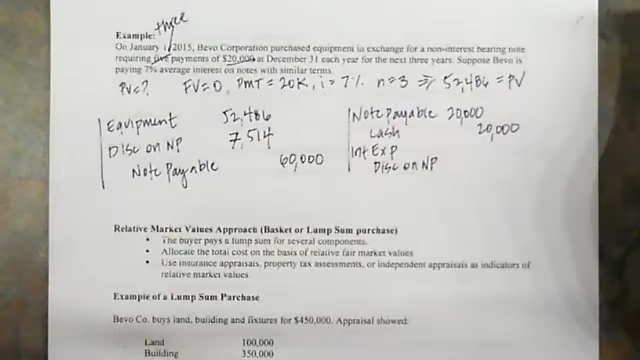 three
Example:
On January 1, 2015, Bevo Corporation purchased equipment in exchange for a non-interest bearing note
requiring five payments of $20,000 at December 31 each year for the next three years. Suppose Bevo is
paying 7% average interest on notes with similar terms.
PV=? FV=0, PMT=20K, i=7% n=3 ⇒ 52,486 = PV
Equipment 52,486
Disc on NP 7,514
Note Payable 60,000
Note Payable 20,000
Cash 20,000
Int Exp
Disc on NP
Relative Market Values Approach (Basket or Lump Sum purchase)
• The buyer pays a lump sum for several components.
• Allocate the total cost on the basis of relative fair market values
• Use insurance appraisals, property tax assessments, or independent appraisals as indicators of
relative market values
Example of a Lump Sum Purchase
Bevo Co. buys land, building and fixtures for $450,000. Appraisal showed:
Land 100,000
Building 350,000